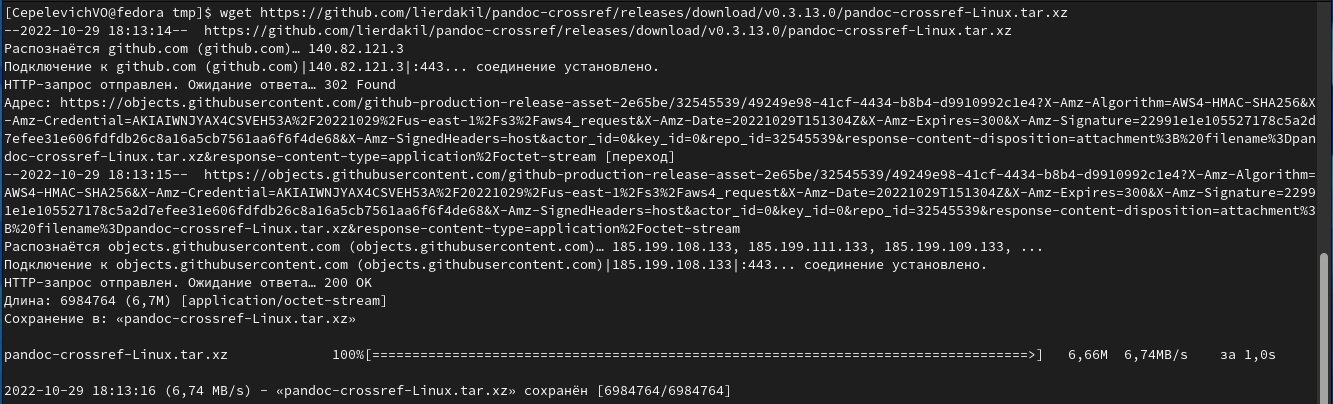 [CepelevichVO@fedora tmp]$ wget https://github.com/lierdakil/pandoc-crossref/releases/download/v0.3.13.0/pandoc-crossref-Linux.tar.xz
--2022-10-29 18:13:14--  https://github.com/lierdakil/pandoc-crossref/releases/download/v0.3.13.0/pandoc-crossref-Linux.tar.xz
Распознаётся github.com (github.com)… 140.82.121.3
Подключение к github.com (github.com)|140.82.121.3|:443... соединение установлено.
HTTP-запрос отправлен. Ожидание ответа… 302 Found
Адрес: https://objects.githubusercontent.com/github-production-release-asset-2e65be/32545539/49249e98-41cf-4434-b8b4-d9910992c1e4?X-Amz-Algorithm=AWS4-HMAC-SHA256&X
-Amz-Credential=AKIAIWNJYAX4CSVEH53A%2F20221029%2Fus-east-1%2Fs3%2Faws4_request&X-Amz-Date=20221029T151304Z&X-Amz-Expires=300&X-Amz-Signature=22991e1e105527178c5a2d
7efefe31e606fdfdb26c8a16a5cb7561aa6f6f4de68&X-Amz-SignedHeaders=host&actor_id=0&key_id=0&repo_id=32545539&response-content-disposition=attachment%3B%20filename%3Dpan
doc-crossref-Linux.tar.xz&response-content-type=application%2Foctet-stream [переход]
--2022-10-29 18:13:15--  https://objects.githubusercontent.com/github-production-release-asset-2e65be/32545539/49249e98-41cf-4434-b8b4-d9910992c1e4?X-Amz-Algorithm=
AWS4-HMAC-SHA256&X-Amz-Credential=AKIAIWNJYAX4CSVEH53A%2F20221029%2Fus-east-1%2Fs3%2Faws4_request&X-Amz-Date=20221029T151304Z&X-Amz-Expires=300&X-Amz-Signature=2299
1e1e105527178c5a2d7efee31e606fdfdb26c8a16a5cb7561aa6f6f4de68&X-Amz-SignedHeaders=host&actor_id=0&key_id=0&repo_id=32545539&response-content-disposition=attachment%3
B%20filename%3Dpandoc-crossref-Linux.tar.xz&response-content-type=application%2Foctet-stream
Распознаётся objects.githubusercontent.com (objects.githubusercontent.com)… 185.199.108.133, 185.199.111.133, 185.199.109.133, ...
Подключение к objects.githubusercontent.com (objects.githubusercontent.com)|185.199.108.133|:443... соединение установлено.
HTTP-запрос отправлен. Ожидание ответа… 200 OK
Длина: 6984764 (6,7M) [application/octet-stream]
Сохранение в: «pandoc-crossref-Linux.tar.xz»
pandoc-crossref-Linux.tar.xz 100%[==================================================================================>] 6,66M 6,74MB/s за 1,0s
2022-10-29 18:13:16 (6,74 MB/s) - «pandoc-crossref-Linux.tar.xz» сохранён [6984764/6984764]